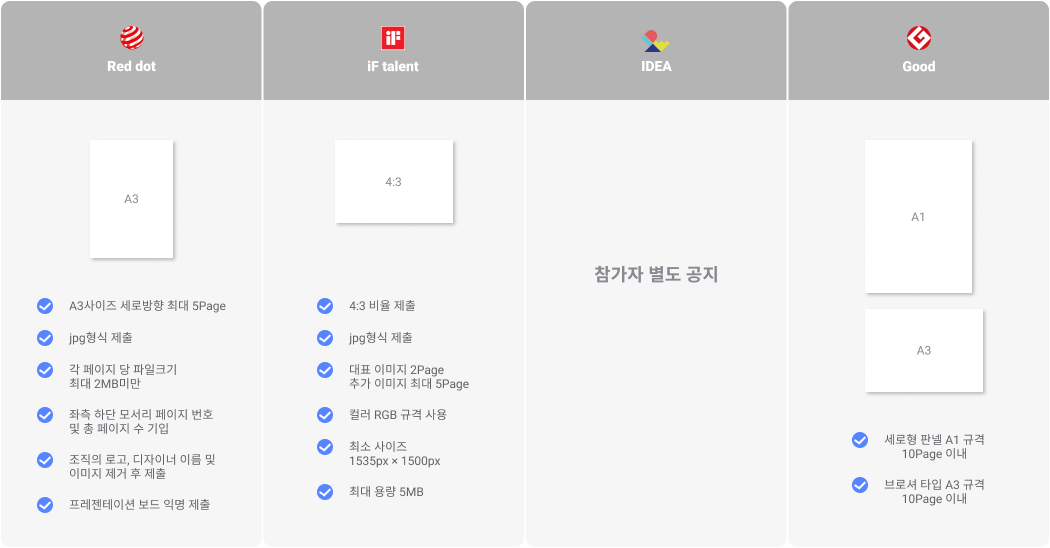 Red dot
A3
A3사이즈 세로방향 최대 5Page
jpg형식 제출
각 페이지 당 파일크기
최대 2MB미만
좌측 하단 모서리 페이지 번호
및 총 페이지 수 기입
조직의 로고, 디자이너 이름 및
이미지 제거 후 제출
프레젠테이션 보드 익명 제출
iF
iF talent
4:3
4:3 비율 제출
jpg형식 제출
대표 이미지 2Page
추가 이미지 최대 5Page
컬러 RGB 규격 사용
최소 사이즈
1535px × 1500px
최대 용량 5MB
IDEA
참가자 별도 공지
Good
A1
A3
세로형 판넬 A1 규격
10Page 이내
브로셔 타입 A3 규격
10Page 이내